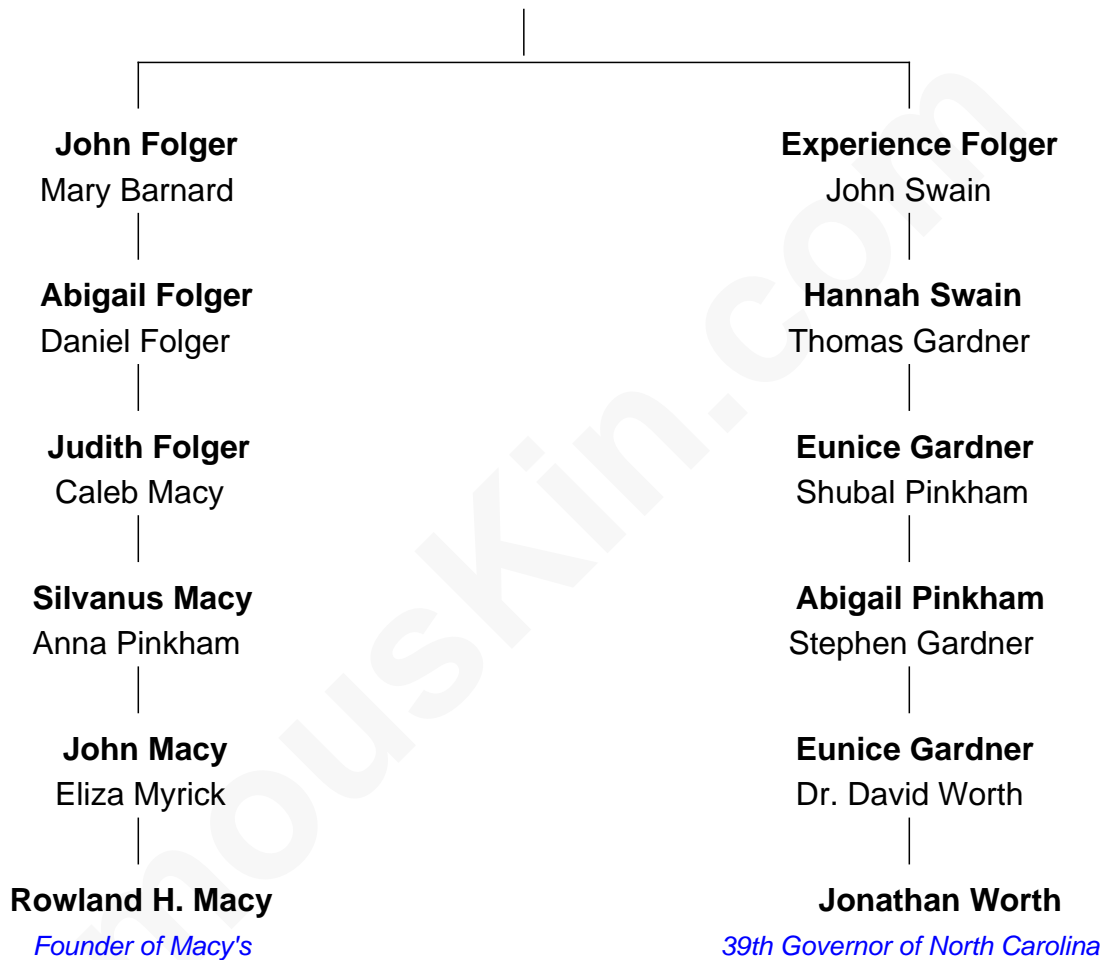 John Folger
Mary Barnard
Experience Folger
John Swain
Abigail Folger
Daniel Folger
Hannah Swain
Thomas Gardner
Judith Folger
Caleb Macy
Eunice Gardner
Shubal Pinkham
Silvanus Macy
Anna Pinkham
Abigail Pinkham
Stephen Gardner
John Macy
Eliza Myrick
Eunice Gardner
Dr. David Worth
Rowland H. Macy
Founder of Macy's
Jonathan Worth
39th Governor of North Carolina
mousKin.com